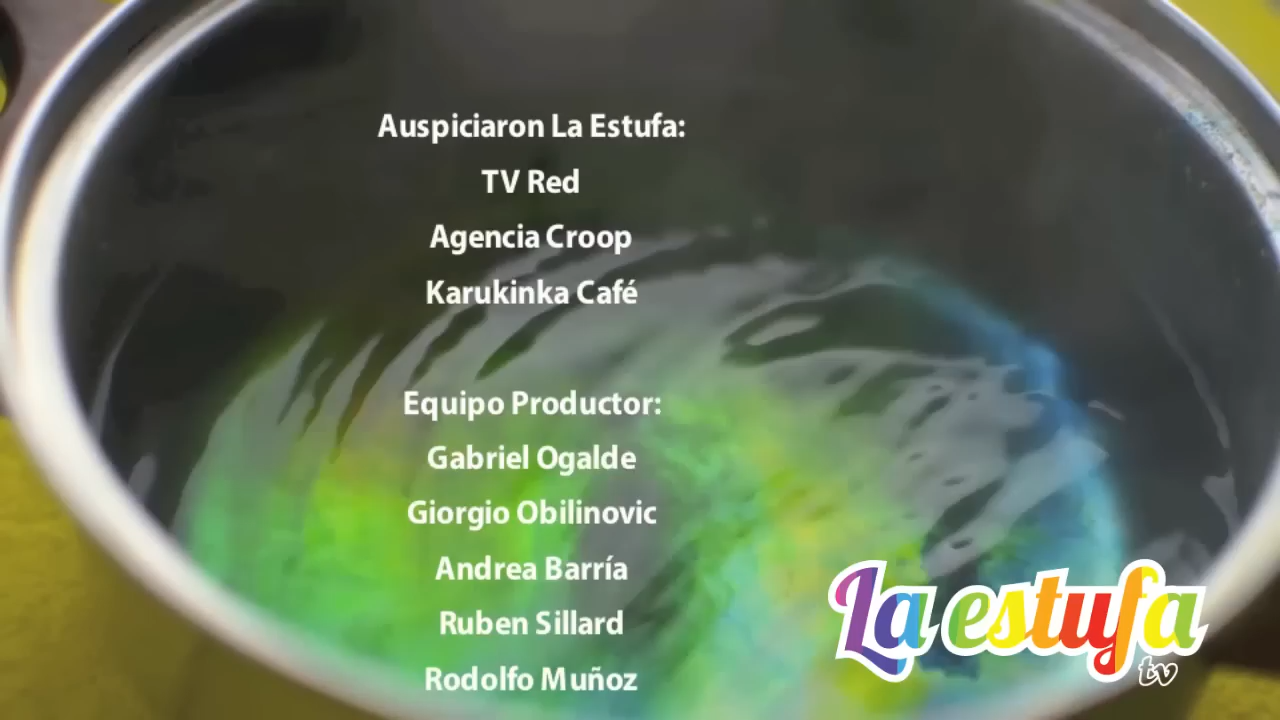 Auspiciaron La Estufa:
TV Red
Agencia Croop
Karukinka Café
Equipo Productor:
Gabriel Ogalde
Giorgio Obilinovic
Andrea Barría
Ruben Sillard
Rodolfo Muñoz
La estufa
tv